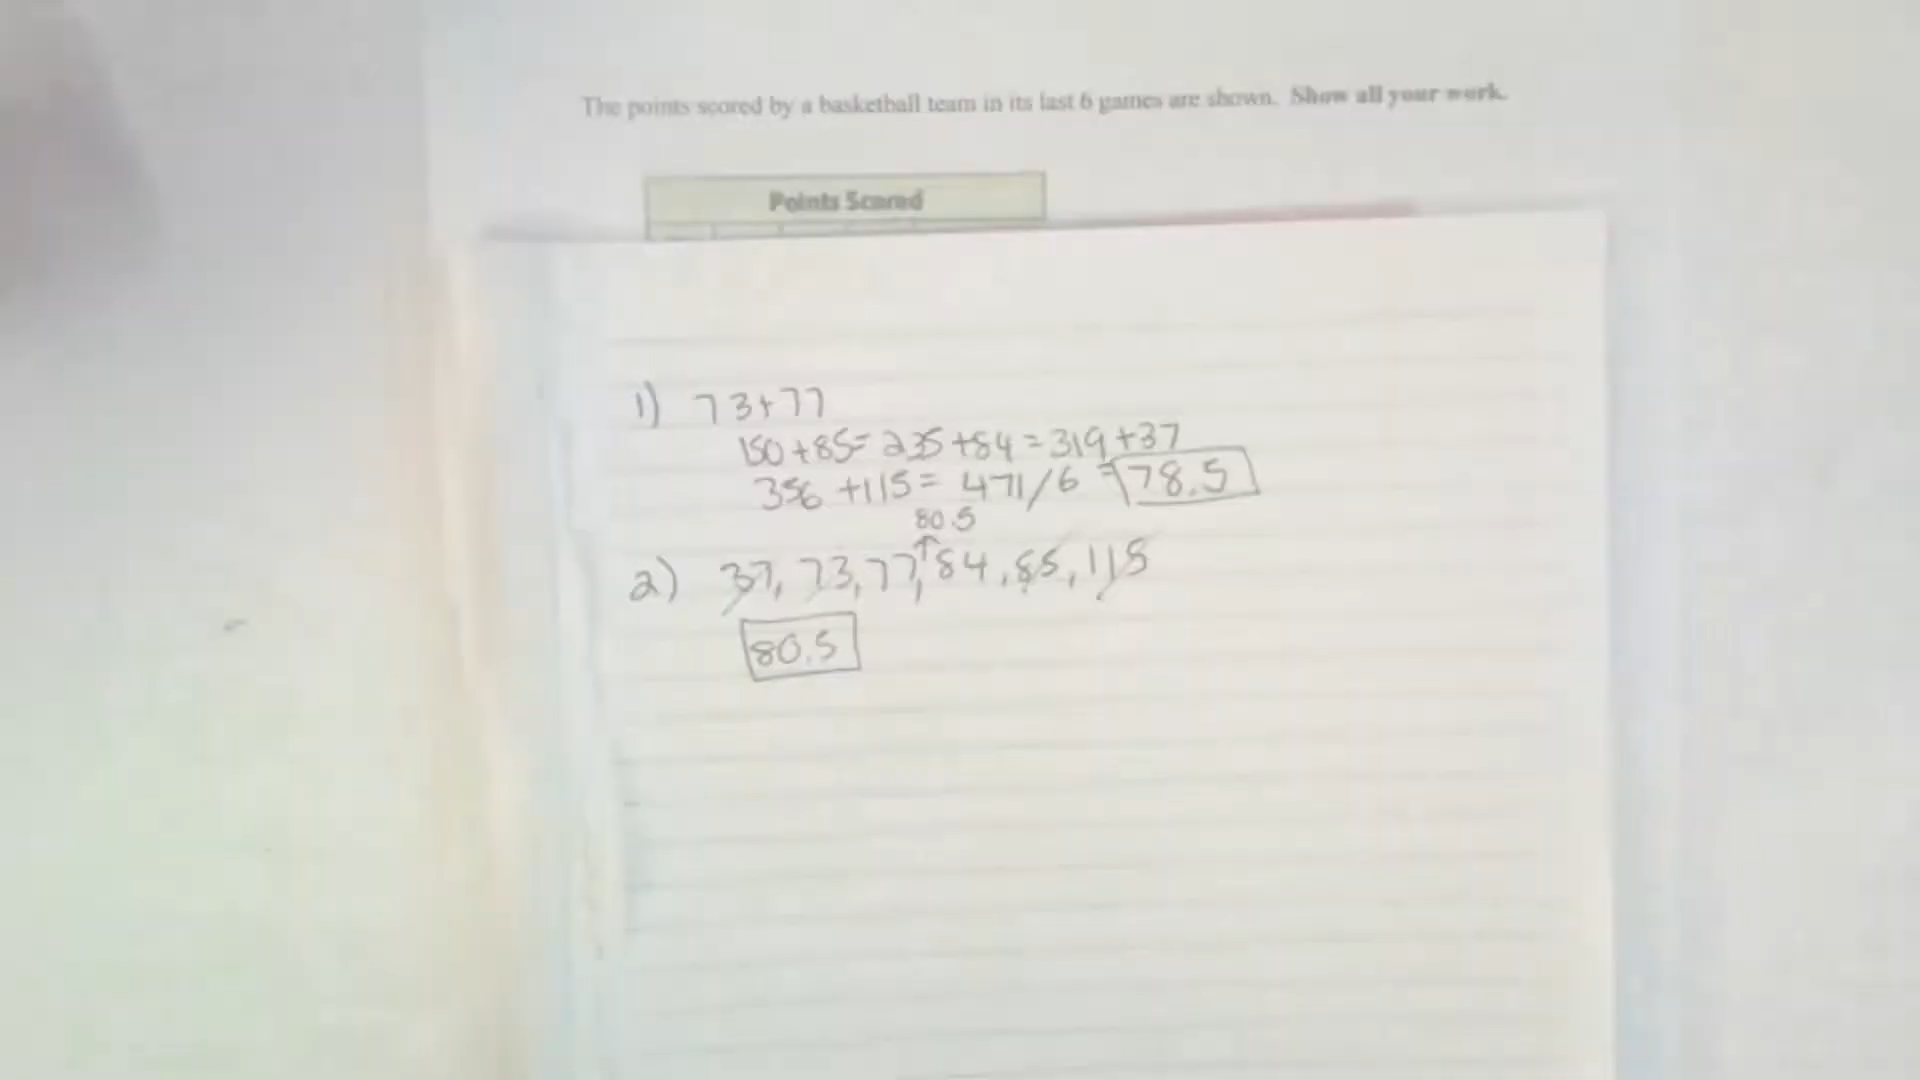 The points scored by a basketball team in its last 6 games are shown. Show all your work.
Points Scored
1) 73+77
150+85= 235+84=319+37
356+115= 471/6 =78.5
80.5
↑
2) 37, 73, 77, 84, 85, 115
80.5